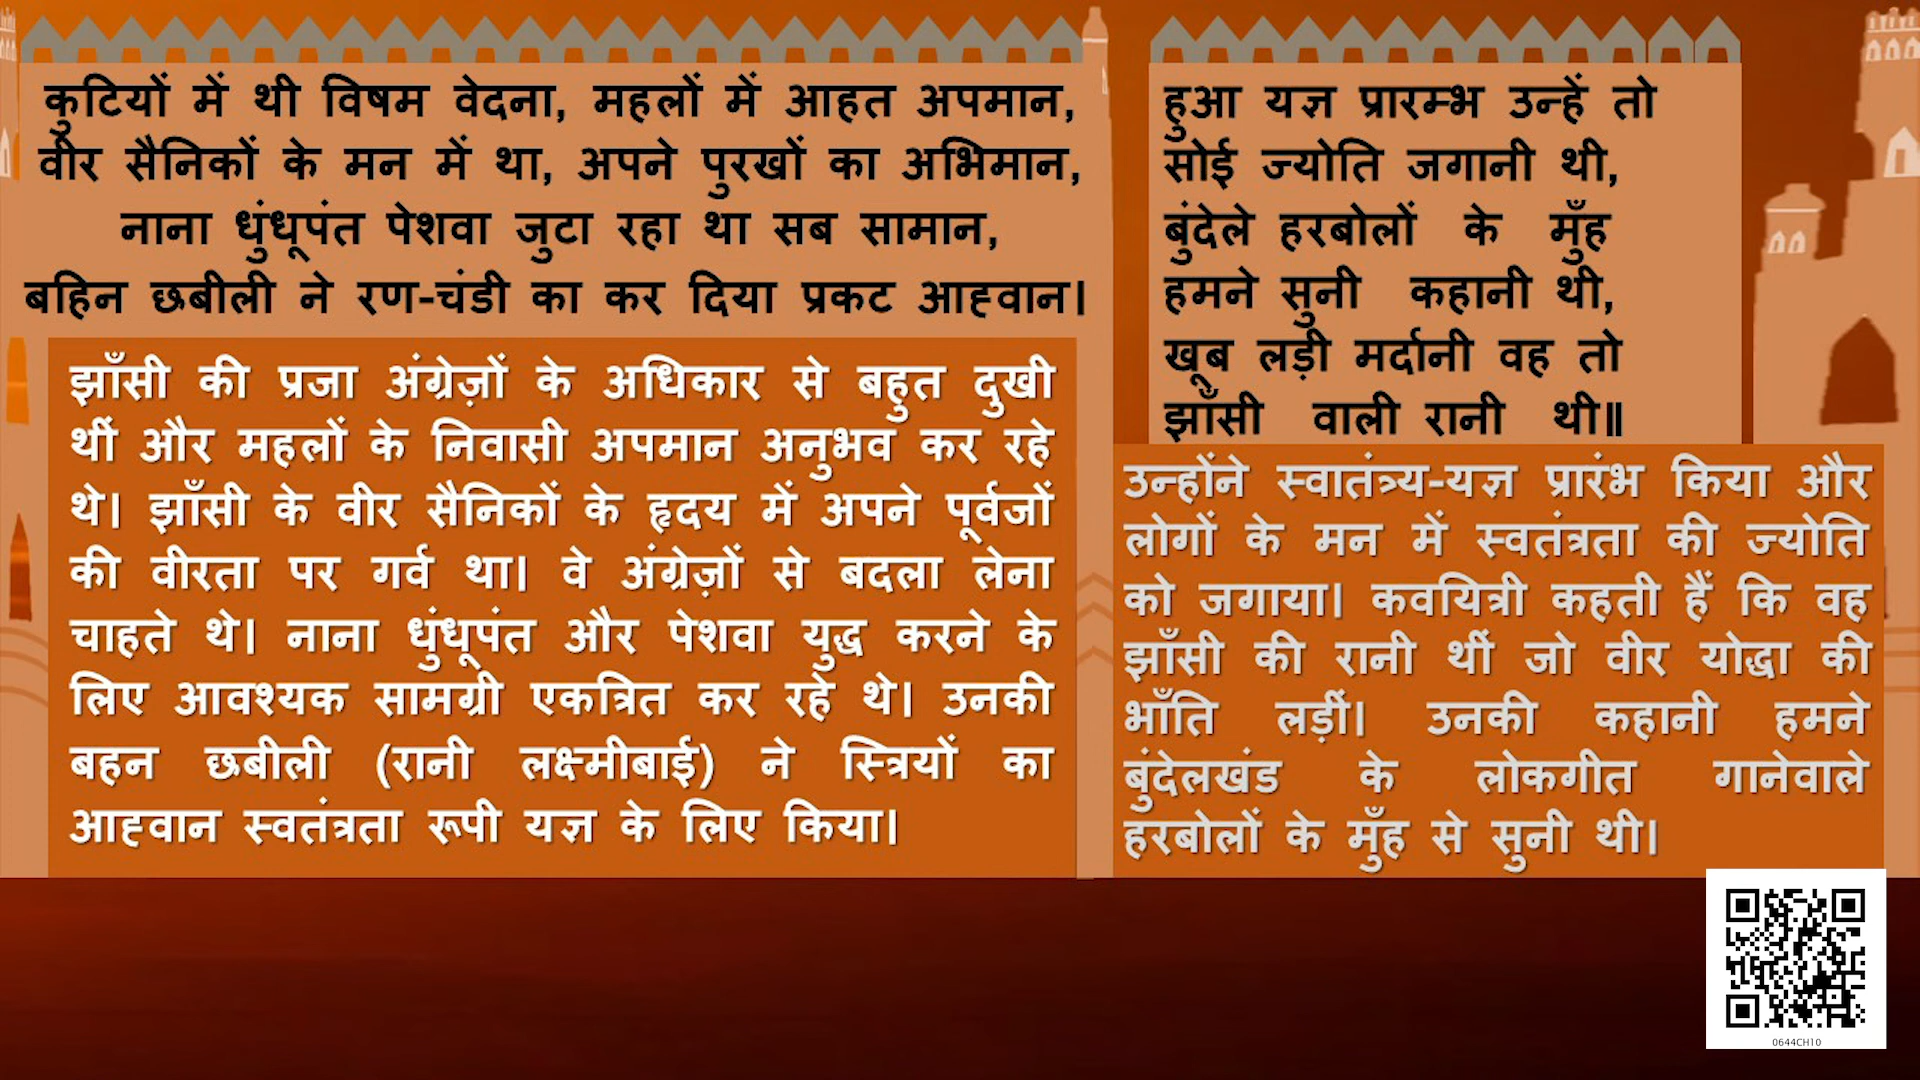 कुटियों में थी विषम वेदना, महलों में आहत अपमान,
वीर सैनिकों के मन में था, अपने पुरखों का अभिमान,
नाना धुंधूपंत पेशवा जुटा रहा था सब सामान,
बहिन छबीली ने रण-चंडी का कर दिया प्रकट आह्वान।
झाँसी की प्रजा अंग्रेज़ों के अधिकार से बहुत दुखी
थीं और महलों के निवासी अपमान अनुभव कर रहे
थे। झाँसी के वीर सैनिकों के हृदय में अपने पूर्वजों
की वीरता पर गर्व था। वे अंग्रेज़ों से बदला लेना
चाहते थे। नाना धुंधूपंत और पेशवा युद्ध करने के
लिए आवश्यक सामग्री एकत्रित कर रहे थे। उनकी
बहन छबीली (रानी लक्ष्मीबाई) ने स्त्रियों का
आह्वान स्वतंत्रता रूपी यज्ञ के लिए किया।
हुआ यज्ञ प्रारम्भ उन्हें तो
सोई ज्योति जगानी थी,
बुंदेले हरबोलों के मुँह
हमने सुनी कहानी थी,
खूब लड़ी मर्दानी वह तो
झाँसी वाली रानी थी॥
उन्होंने स्वातंत्र्य-यज्ञ प्रारंभ किया और
लोगों के मन में स्वतंत्रता की ज्योति
को जगाया। कवयित्री कहती हैं कि वह
झाँसी की रानी थीं जो वीर योद्धा की
भाँति लड़ीं। उनकी कहानी हमने
बुंदेलखंड के लोकगीत गानेवाले
हरबोलों के मुँह से सुनी थी।
0644CH10